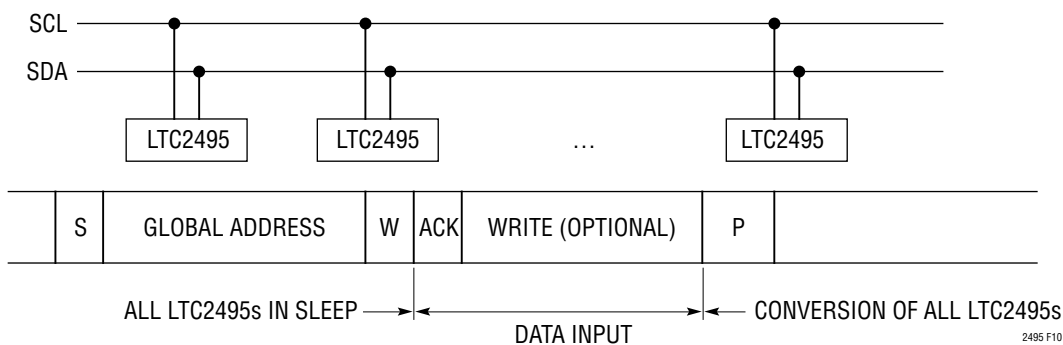 SCL
SDA
LTC2495 LTC2495 … LTC2495
S GLOBAL ADDRESS W ACK WRITE (OPTIONAL) P
ALL LTC2495s IN SLEEP CONVERSION OF ALL LTC2495s
DATA INPUT
2495 F10